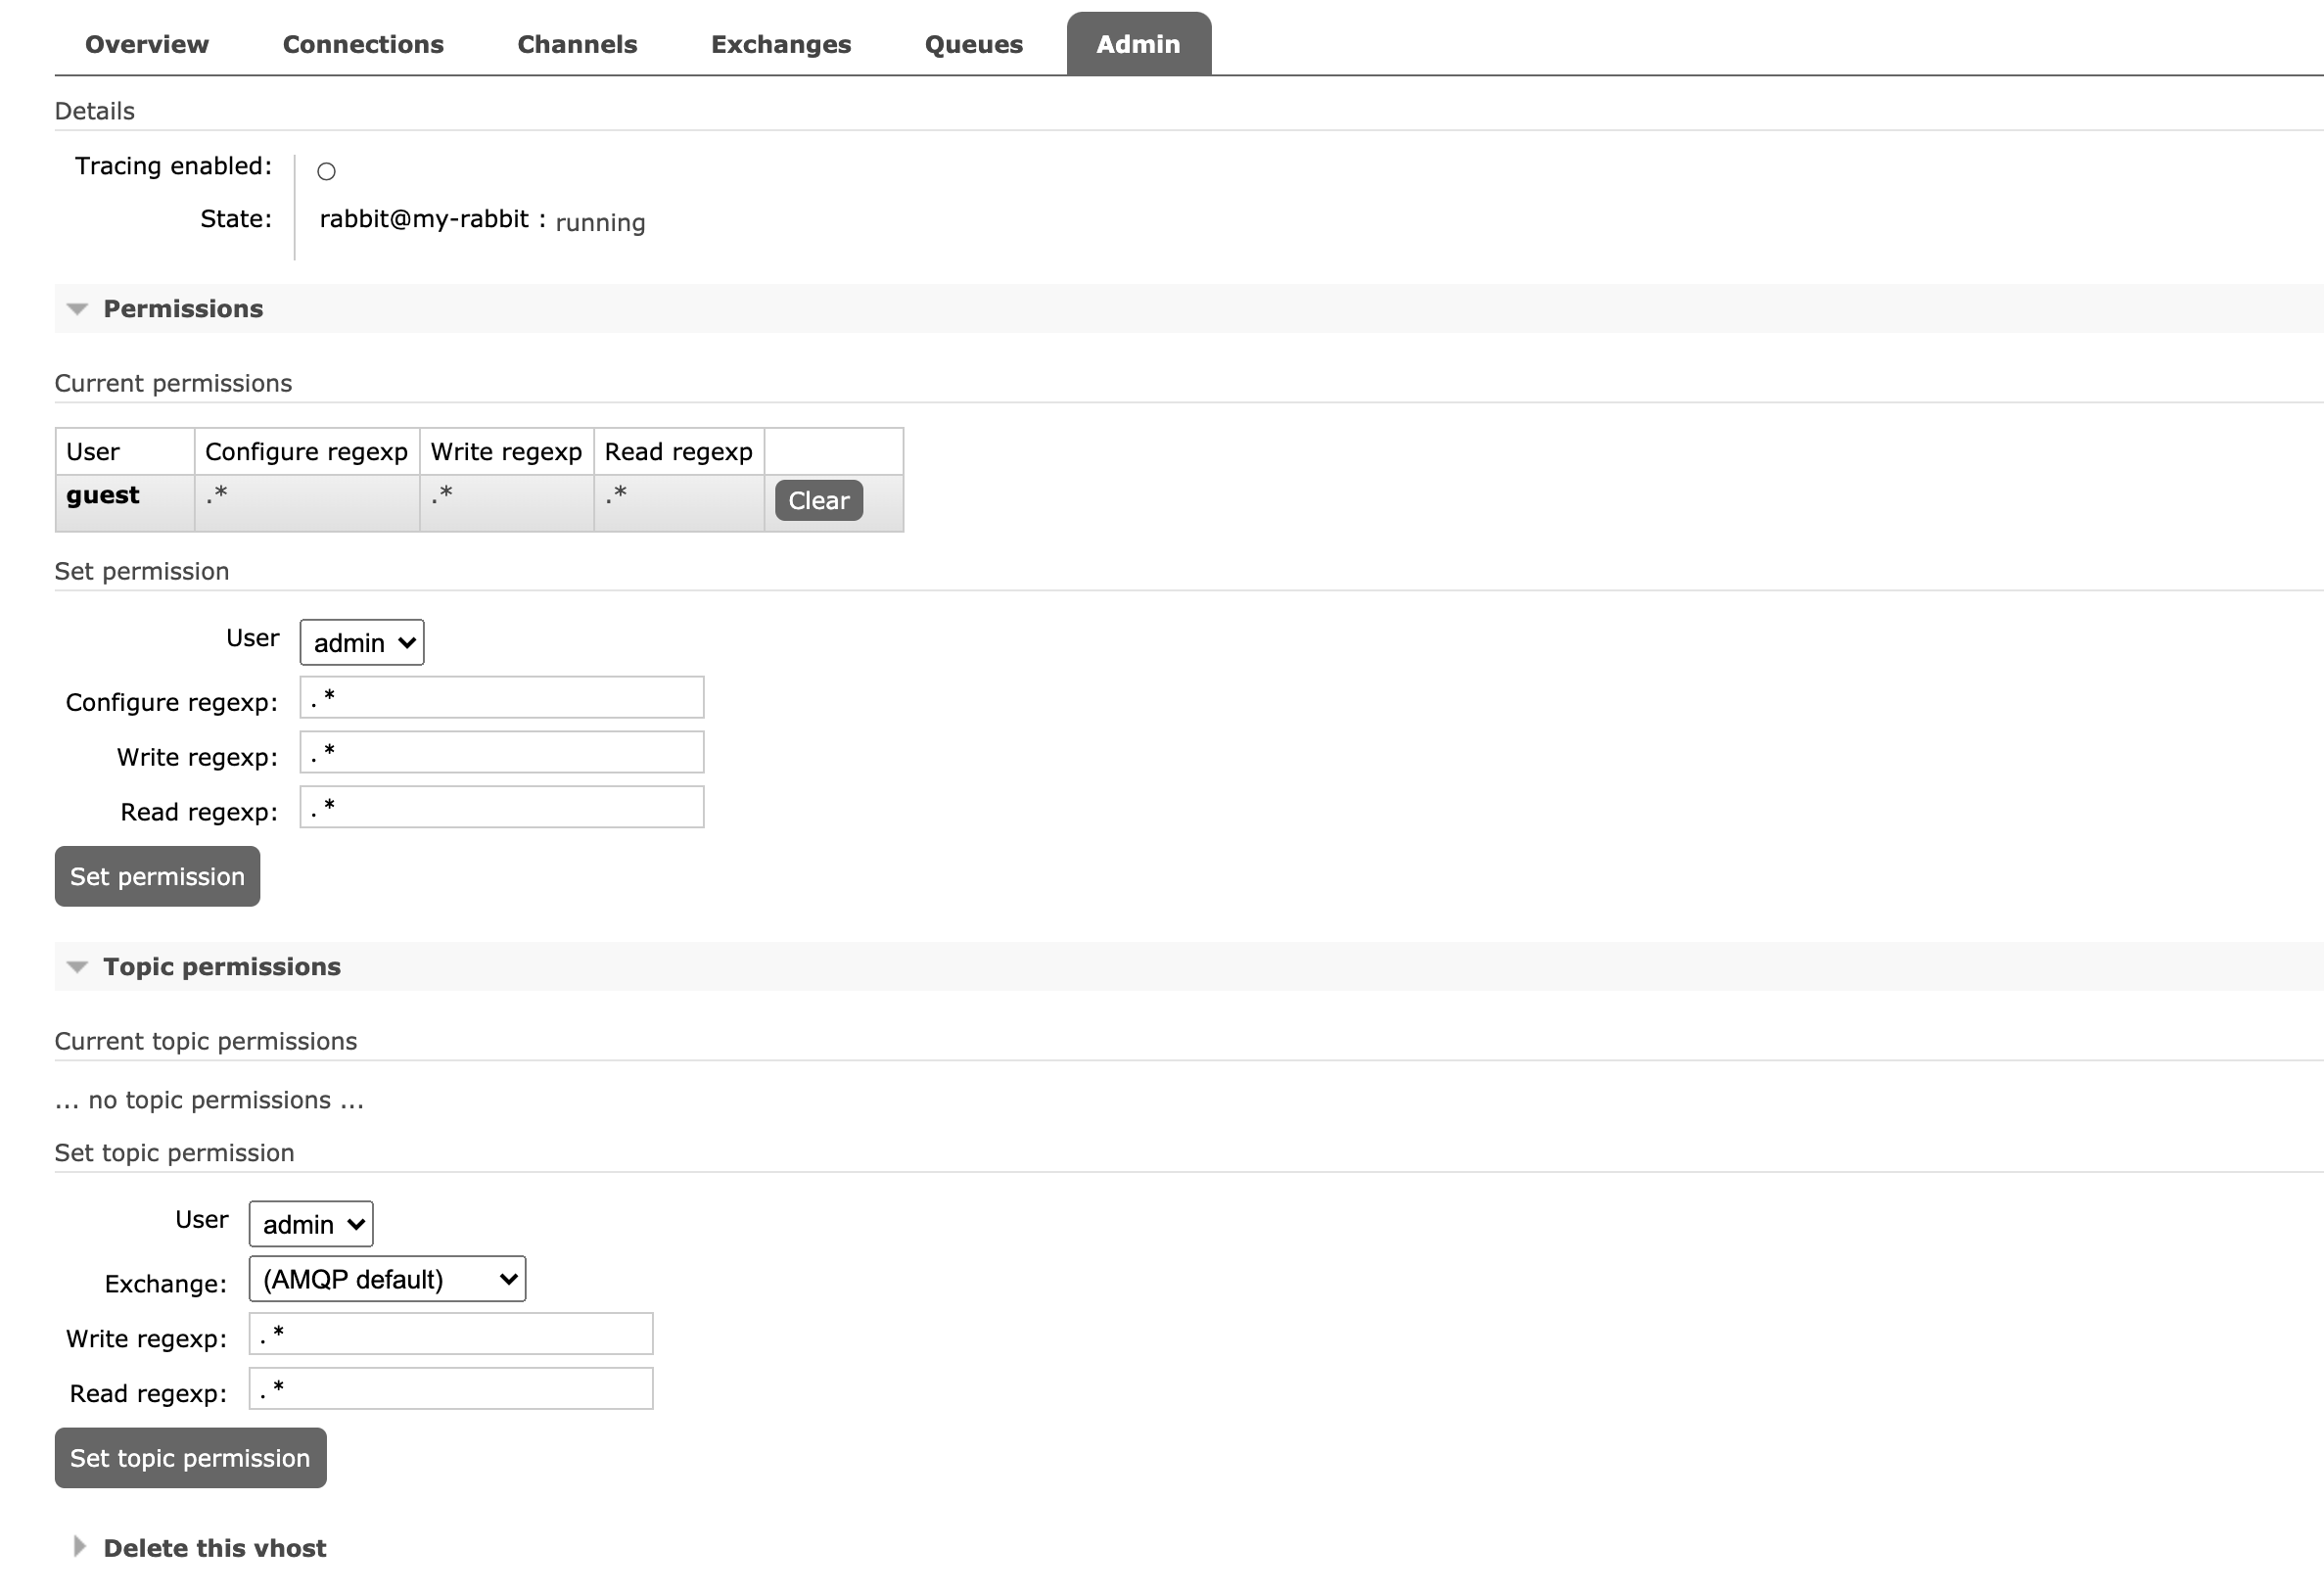 Overview Connections Channels Exchanges Queues Admin
Details
Tracing enabled:
State: rabbit@my-rabbit : running
Permissions
Current permissions
User Configure regexp Write regexp Read regexp
guest .* .* .* Clear
Set permission
User admin
Configure regexp: .*
Write regexp: .*
Read regexp: .*
Set permission
Topic permissions
Current topic permissions
... no topic permissions ...
Set topic permission
User admin
Exchange: (AMQP default)
Write regexp: .*
Read regexp: .*
Set topic permission
Delete this vhost